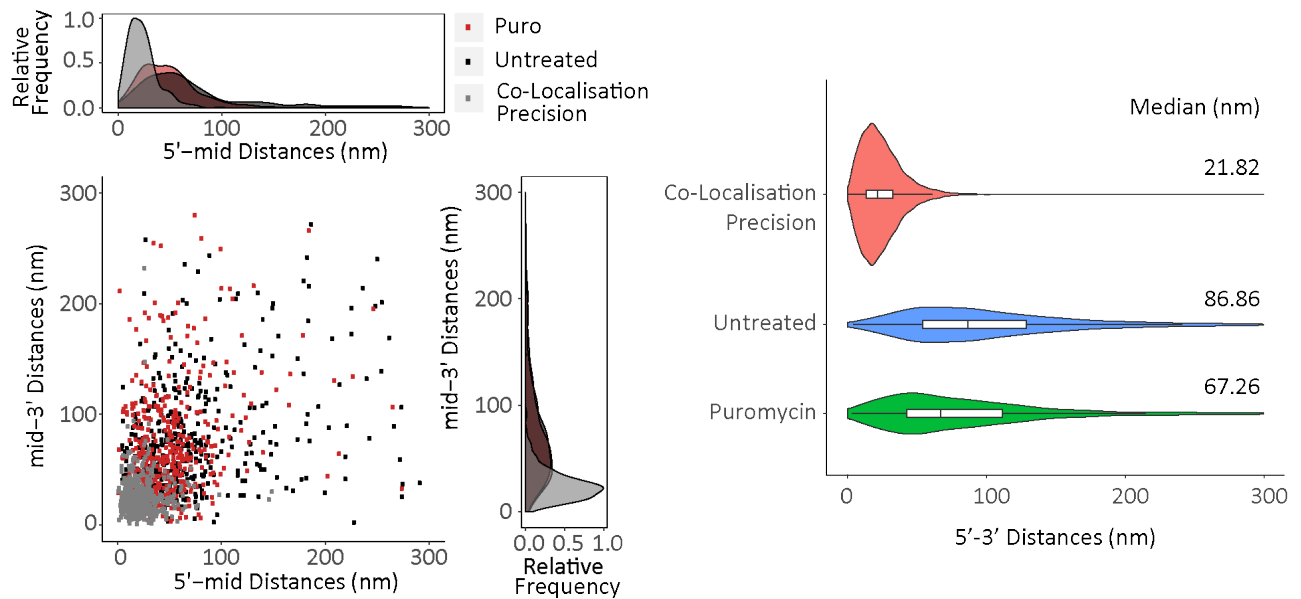 Relative
Frequency
1.0
0.5
0.0
0
100
200
300
5'–mid Distances (nm)
Puro
Untreated
Co-Localisation
Precision
mid–3' Distances (nm)
300
200
100
0
0
100
200
300
5'–mid Distances (nm)
mid–3' Distances (nm)
300
200
100
0
0.0
0.5
1.0
Relative
Frequency
Median (nm)
Co-Localisation
Precision
21.82
Untreated
86.86
Puromycin
67.26
0
100
200
300
5’-3’ Distances (nm)